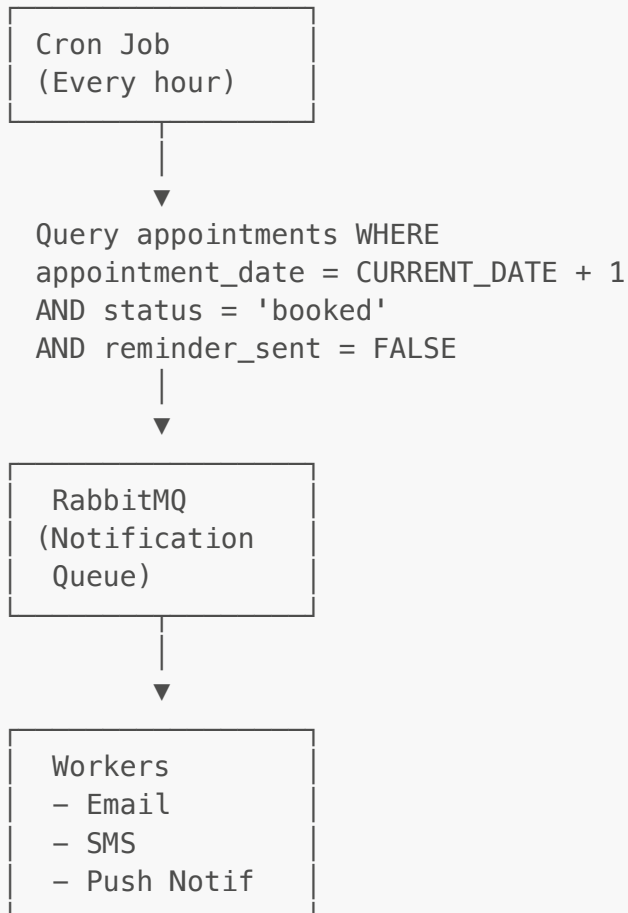 Cron Job
(Every hour)
Query appointments WHERE
appointment_date = CURRENT_DATE + 1
AND status = 'booked'
AND reminder_sent = FALSE
RabbitMQ
(Notification
Queue)
Workers
- Email
- SMS
- Push Notif